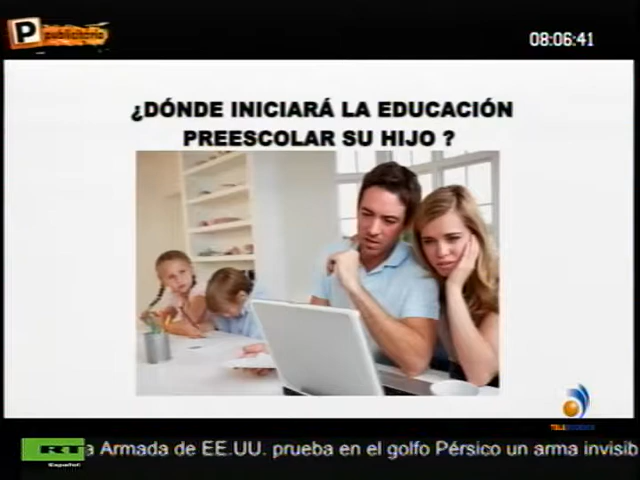 P publicitaria
08:06:41
¿DÓNDE INICIARÁ LA EDUCACIÓN
PREESCOLAR SU HIJO ?
RT
Español
a Armada de EE.UU. prueba en el golfo Pérsico un arma invisib